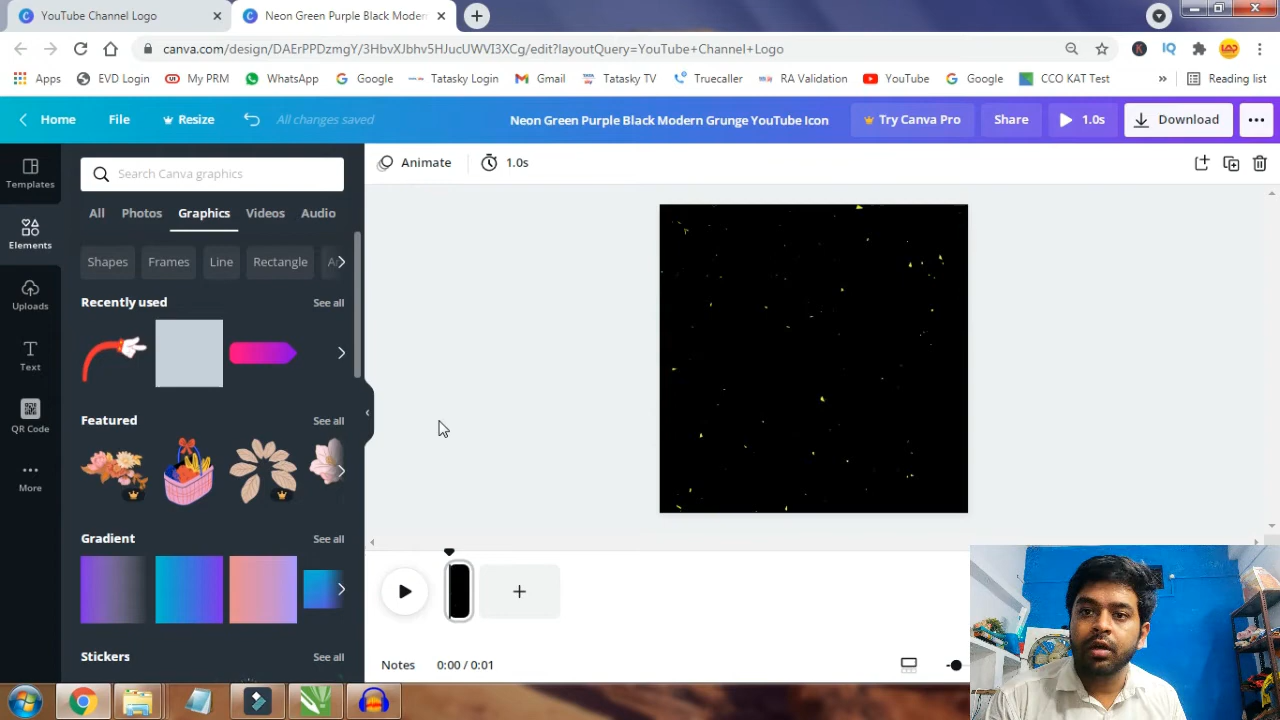 YouTube Channel Logo
Neon Green Purple Black Modern
canva.com/design/DAErPPDzmgY/3HbvXJbhv5HJucUWVI3XCg/edit?layoutQuery=YouTube+Channel+Logo
Apps
EVD Login
My PRM
WhatsApp
Google
Tatasky Login
Gmail
Tatasky TV
Truecaller
RA Validation
YouTube
Google
CCO KAT Test
»
Reading list
Home
File
Resize
All changes saved
Neon Green Purple Black Modern Grunge YouTube Icon
Try Canva Pro
Share
1.0s
Download
Templates
Elements
Uploads
Text
QR Code
More
Search Canva graphics
All
Photos
Graphics
Videos
Audio
Shapes
Frames
Line
Rectangle
Recently used
See all
Featured
See all
Gradient
See all
Stickers
See all
Animate
1.0s
Notes
0:00 / 0:01